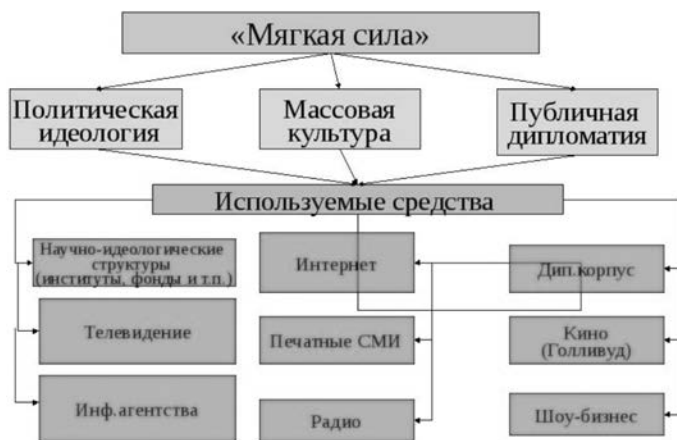 «Мягкая сила»
Политическая
идеология
Массовая
культура
Публичная
дипломатия
Используемые средства
Научно-идеологические
структуры
(институты, фонды и т.п.)
Интернет
Дип.корпус
Телевидение
Печатные СМИ
Кино
(Голливуд)
Инф.агентства
Радио
Шоу-бизнес